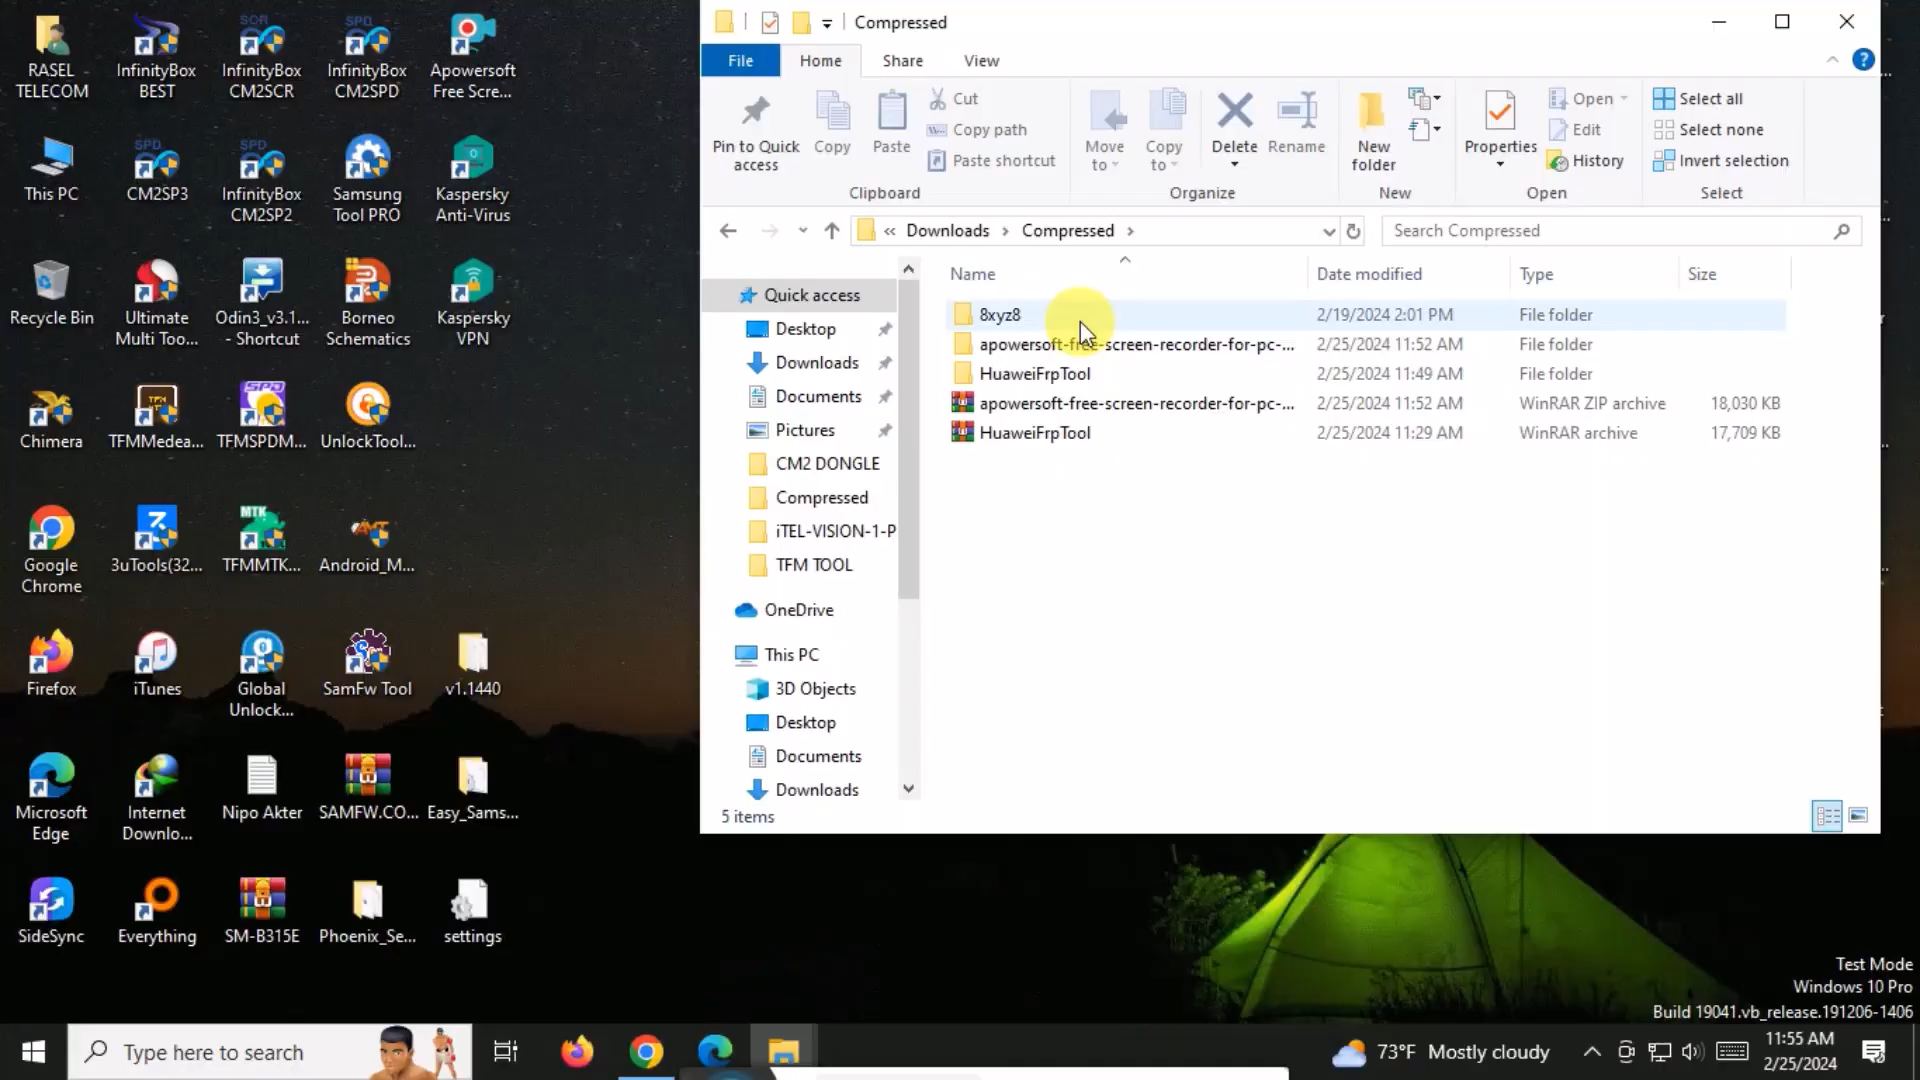 RASEL
TELECOM
InfinityBox
BEST
SOR
InfinityBox
CM2SCR
SPD
InfinityBox
CM2SPD
Apowersoft
Free Scre...
This PC
SPD
CM2SP3
SPD
InfinityBox
CM2SP2
Samsung
Tool PRO
Kaspersky
Anti-Virus
Recycle Bin
Ultimate
Multi Too...
Odin3_v3.1...
- Shortcut
Borneo
Schematics
Kaspersky
VPN
Chimera
TFM
TFMMedea...
SPD
TFMSPDM...
UnlockTool...
Google
Chrome
3uTools(32...
MTK
TFMMTK...
AMT
Android_M...
Firefox
iTunes
Global
Unlock...
SamFw Tool
v1.1440
Microsoft
Edge
Internet
Downlo...
Nipo Akter
SAMFW.CO...
Easy_Sams...
SideSync
Everything
SM-B315E
Phoenix_Se...
settings
Compressed
File
Home
Share
View
Pin to Quick
access
Copy
Paste
Cut
Copy path
Paste shortcut
Clipboard
Move
to
Copy
to
Delete
Rename
Organize
New
folder
New
Properties
Open
Edit
History
Open
Select all
Select none
Invert selection
Select
« Downloads › Compressed ›
Search Compressed
Quick access
Desktop
Downloads
Documents
Pictures
CM2 DONGLE
Compressed
iTEL-VISION-1-P
TFM TOOL
OneDrive
This PC
3D Objects
Desktop
Documents
Downloads
Name Date modified Type Size
8xyz8 2/19/2024 2:01 PM File folder
apowersoft-free-screen-recorder-for-pc-... 2/25/2024 11:52 AM File folder
HuaweiFrpTool 2/25/2024 11:49 AM File folder
apowersoft-free-screen-recorder-for-pc-... 2/25/2024 11:52 AM WinRAR ZIP archive 18,030 KB
HuaweiFrpTool 2/25/2024 11:29 AM WinRAR archive 17,709 KB
5 items
Test Mode
Windows 10 Pro
Build 19041.vb_release.191206-1406
Type here to search
73°F Mostly cloudy
11:55 AM
2/25/2024